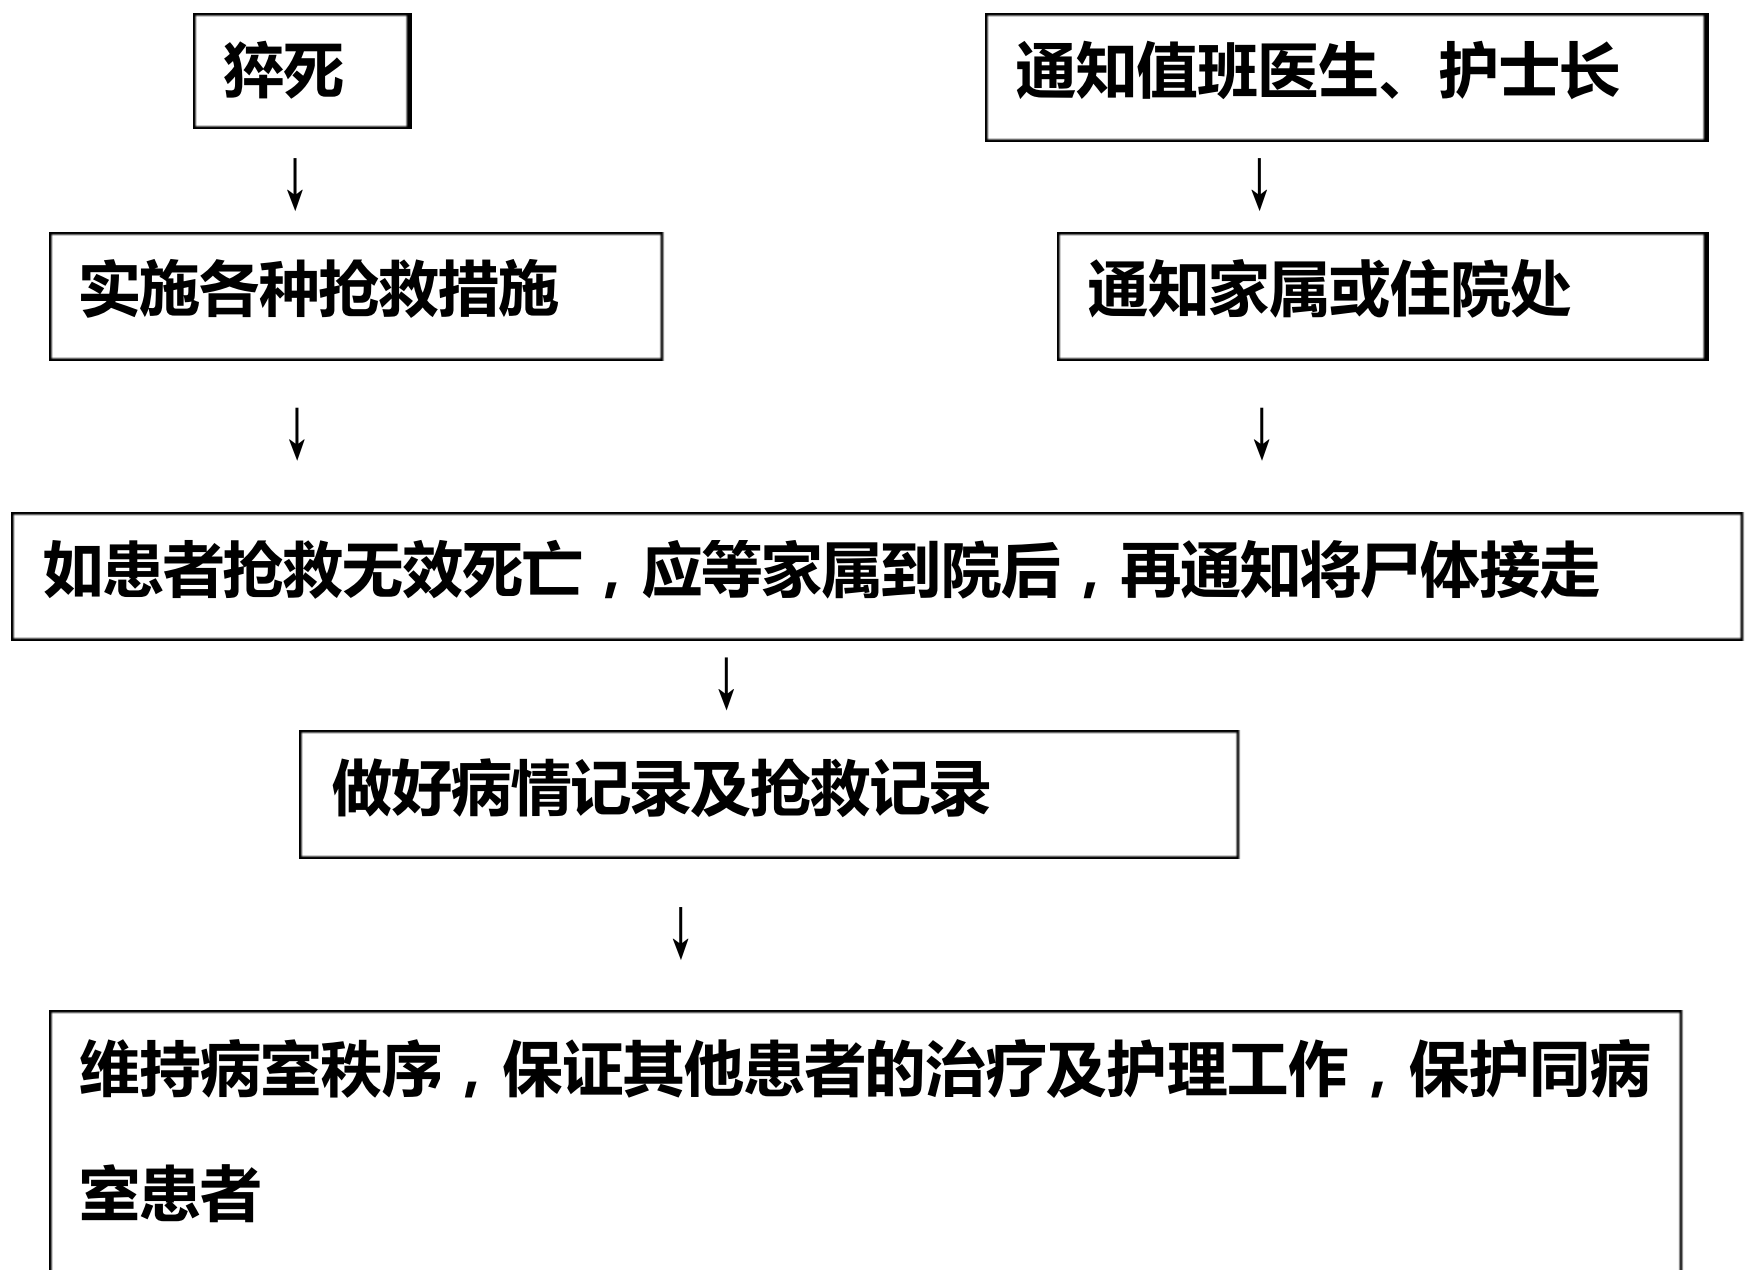 猝死
通知值班医生、护士长
实施各种抢救措施
通知家属或住院处
如患者抢救无效死亡，应等家属到院后，再通知将尸体接走
做好病情记录及抢救记录
维持病室秩序，保证其他患者的治疗及护理工作，保护同病
室患者